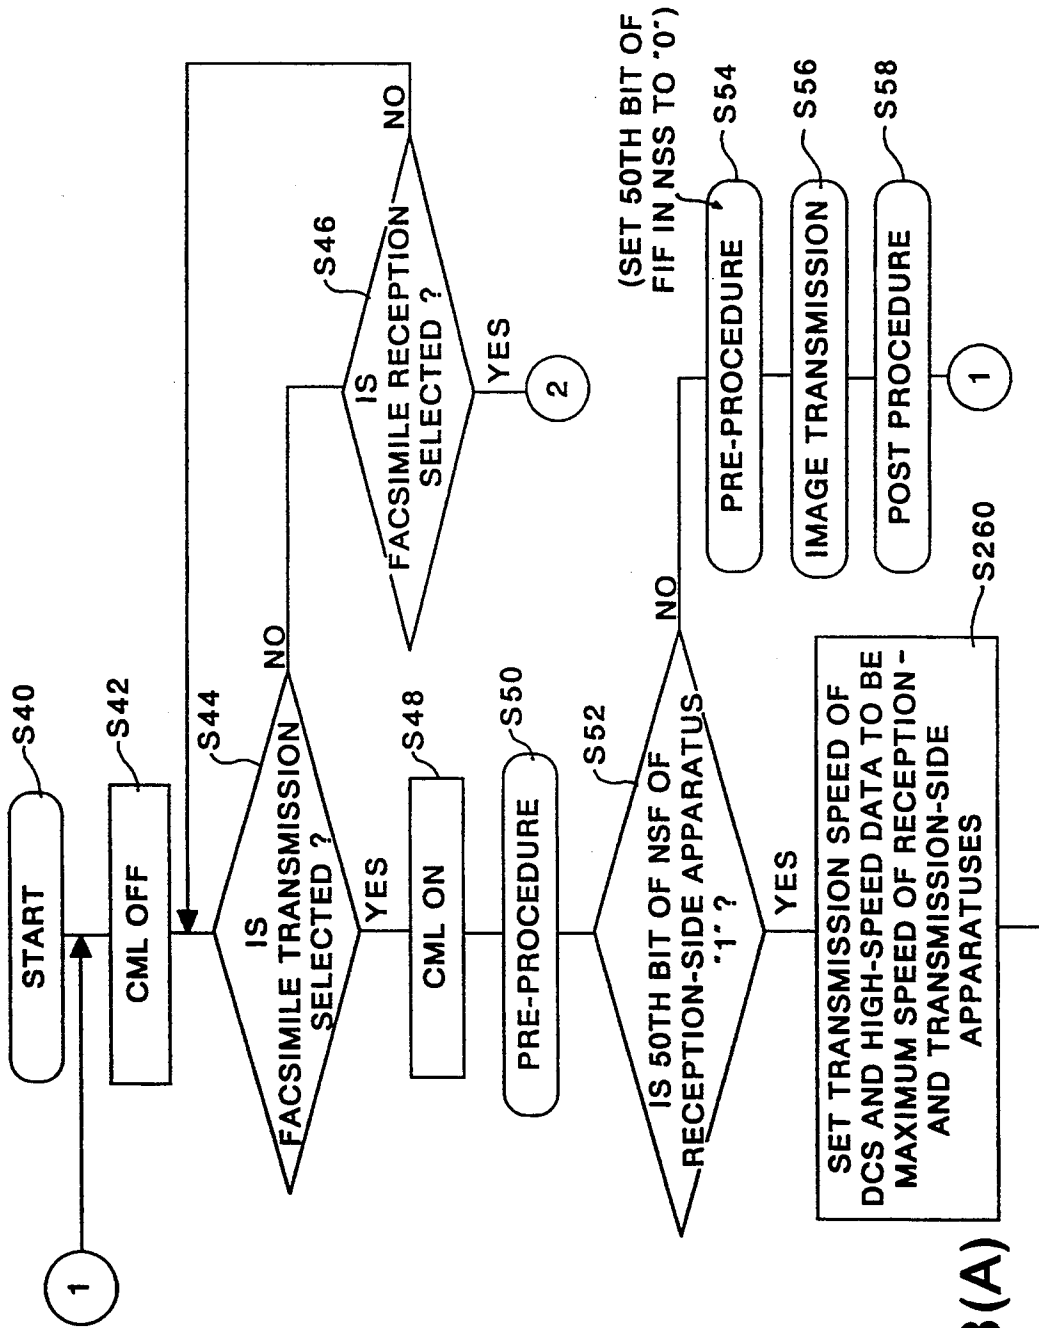 1
START
S40
CML OFF
S42
IS
FACSIMILE TRANSMISSION
SELECTED ?
S44
NO
YES
IS
FACSIMILE RECEPTION
SELECTED ?
S46
NO
YES
2
CML ON
S48
PRE-PROCEDURE
S50
IS 50TH BIT OF NSF OF
RECEPTION-SIDE APPARATUS
"1" ?
S52
NO
YES
(SET 50TH BIT OF
FIF IN NSS TO "0")
PRE-PROCEDURE
S54
IMAGE TRANSMISSION
S56
POST PROCEDURE
S58
1
SET TRANSMISSION SPEED OF
DCS AND HIGH-SPEED DATA TO BE
MAXIMUM SPEED OF RECEPTION-
AND TRANSMISSION-SIDE
APPARATUSES
S260
(A)